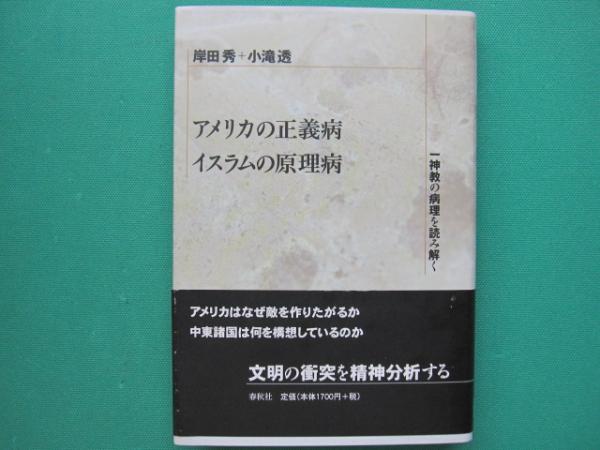 岸田秀+小滝透
アメリカの正義病
イスラムの原理病
一神教の病理を読み解く
アメリカはなぜ敵を作りたがるか
中東諸国は何を構想しているのか
文明の衝突を精神分析する
春秋社 定価(本体1700円+税)